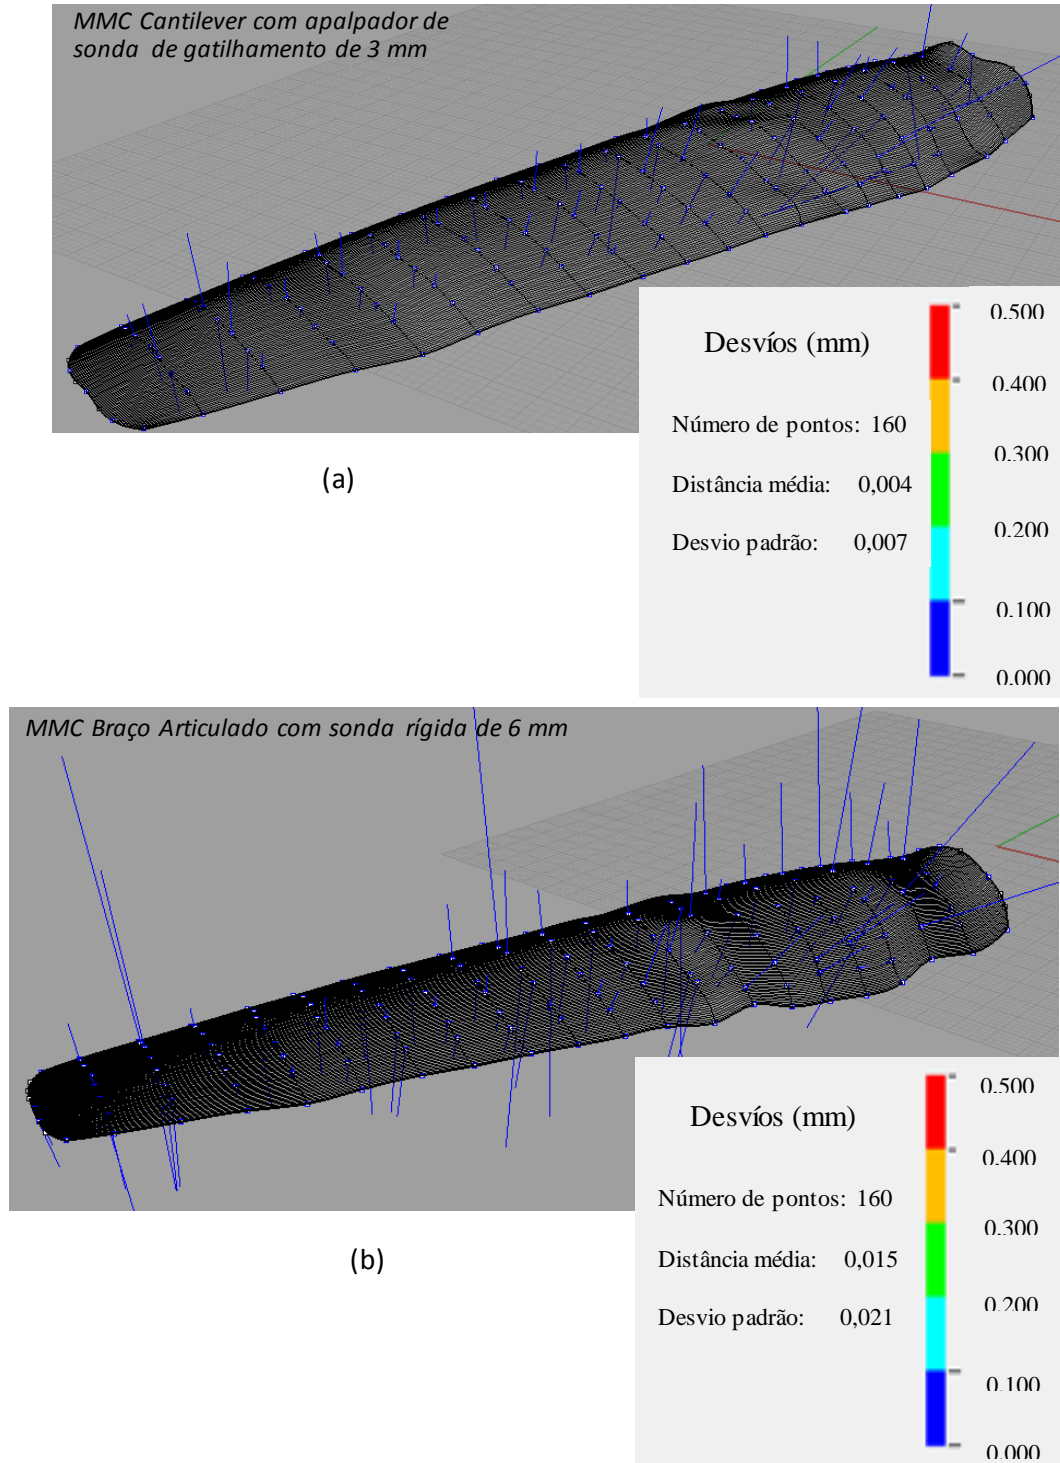 MMC Cantilever com apalpador de
sonda de gatilhamento de 3 mm
Desvíos (mm)
Número de pontos: 160
Distância média: 0,004
Desvio padrão: 0,007
0.500
0.400
0.300
0.200
0.100
0.000
(a)
MMC Braço Articulado com sonda rígida de 6 mm
Desvíos (mm)
Número de pontos: 160
Distância média: 0,015
Desvio padrão: 0,021
0.500
0.400
0.300
0.200
0.100
0.000
(b)